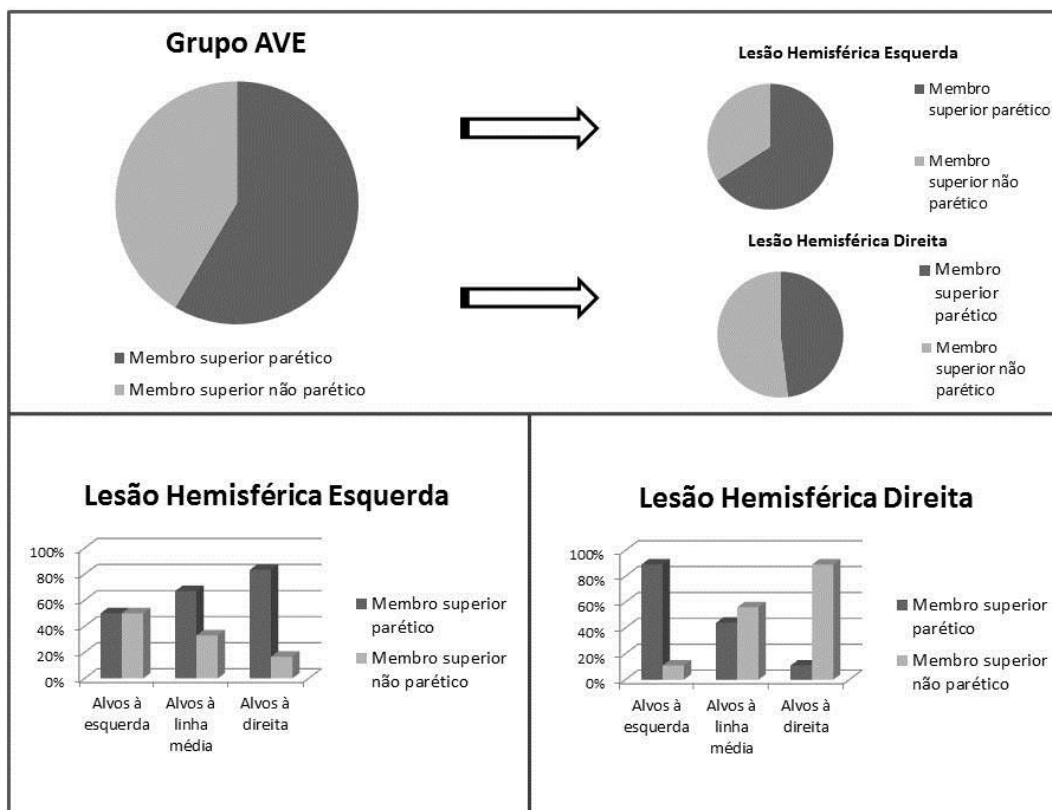 Grupo AVE
Membro superior parético
Membro superior não parético
Lesão Hemisférica Esquerda
Membro
superior parético
Membro
superior não
parético
Lesão Hemisférica Direita
Membro
superior
parético
Membro
superior não
parético
Lesão Hemisférica Esquerda
100%
80%
60%
40%
20%
0%
Alvos à
esquerda
Alvos à
linha
média
Alvos à
direita
Membro superior
parético
Membro superior
não parético
Lesão Hemisférica Direita
100%
80%
60%
40%
20%
0%
Alvos à
esquerda
Alvos à
linha
média
Alvos à
direita
Membro superior
parético
Membro superior
não parético